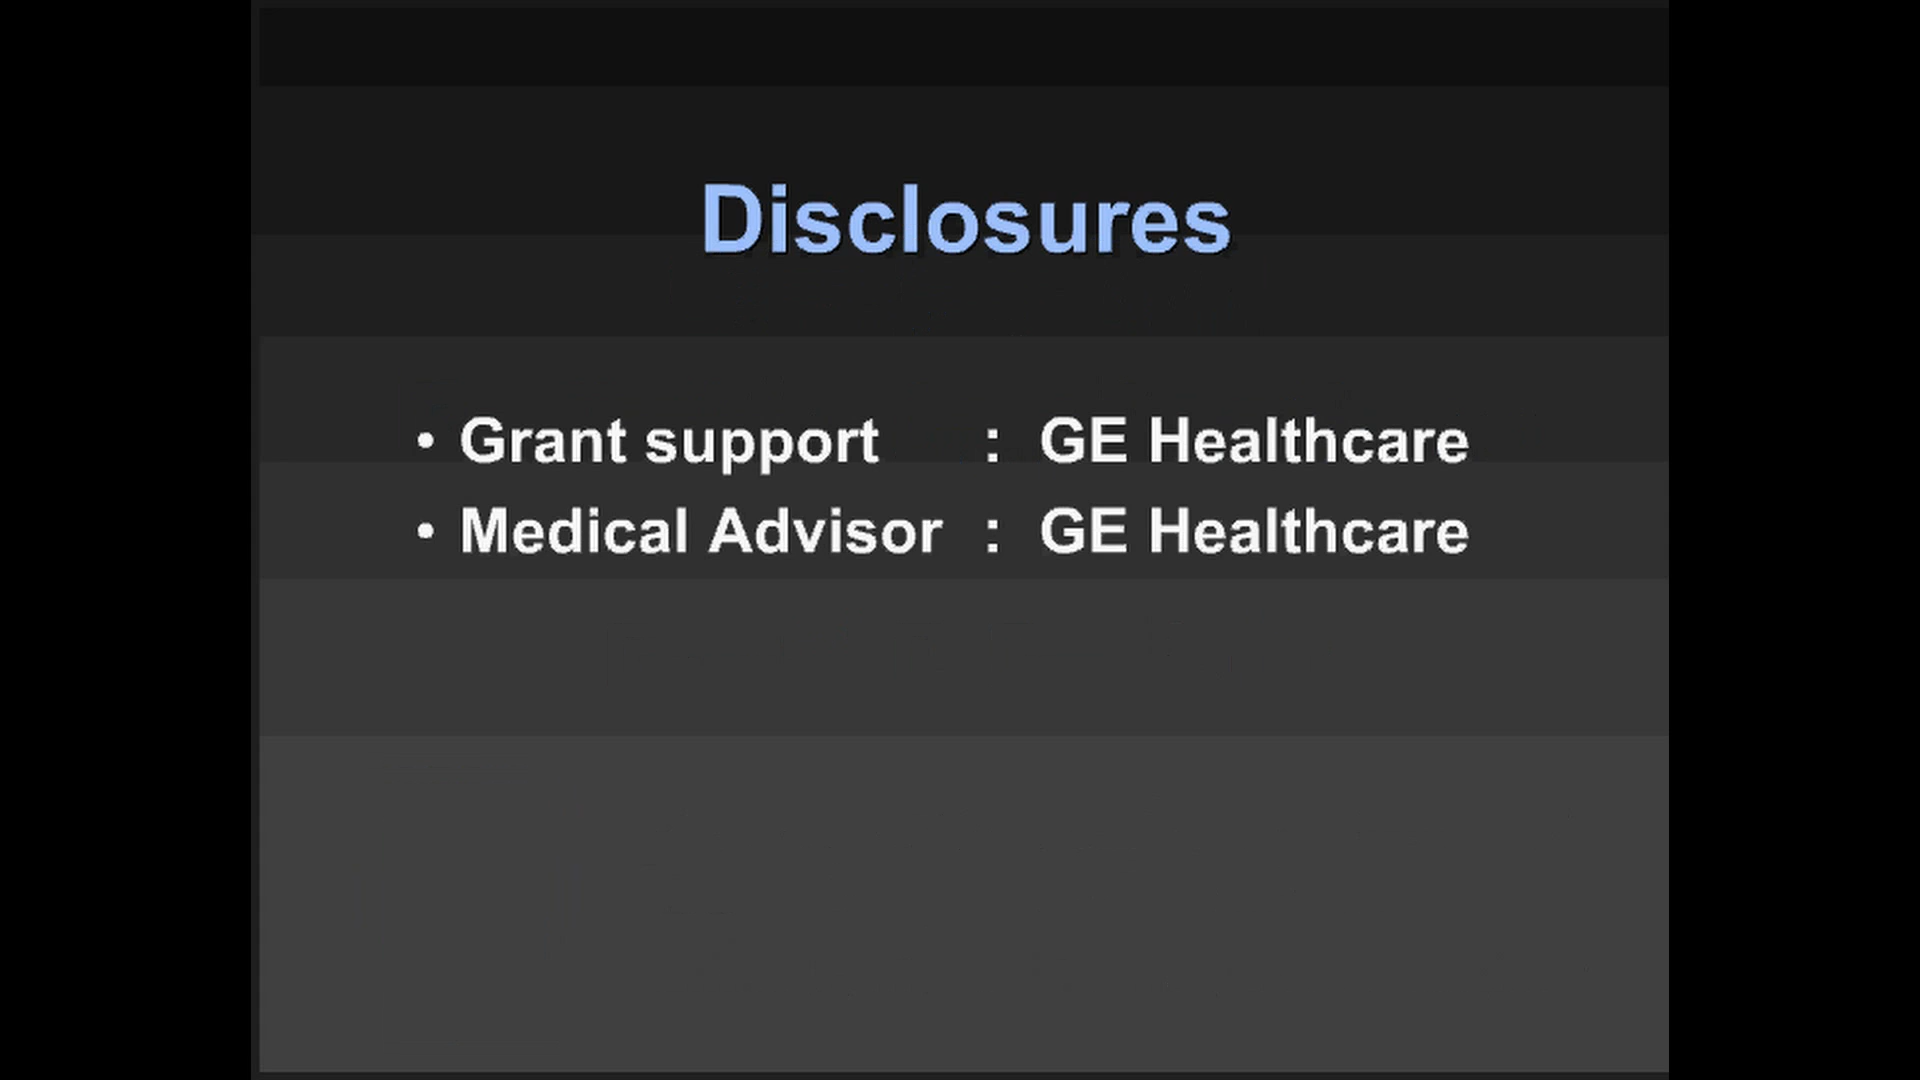 Disclosures
• Grant support : GE Healthcare
• Medical Advisor : GE Healthcare